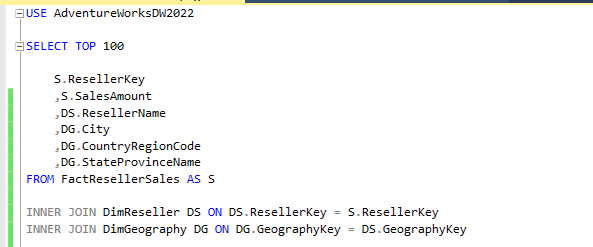 USE AdventureWorksDW2022
SELECT TOP 100
S.ResellerKey
,S.SalesAmount
,DS.ResellerName
,DG.City
,DG.CountryRegionCode
,DG.StateProvinceName
FROM FactResellerSales AS S
INNER JOIN DimReseller DS ON DS.ResellerKey = S.ResellerKey
INNER JOIN DimGeography DG ON DG.GeographyKey = DS.GeographyKey